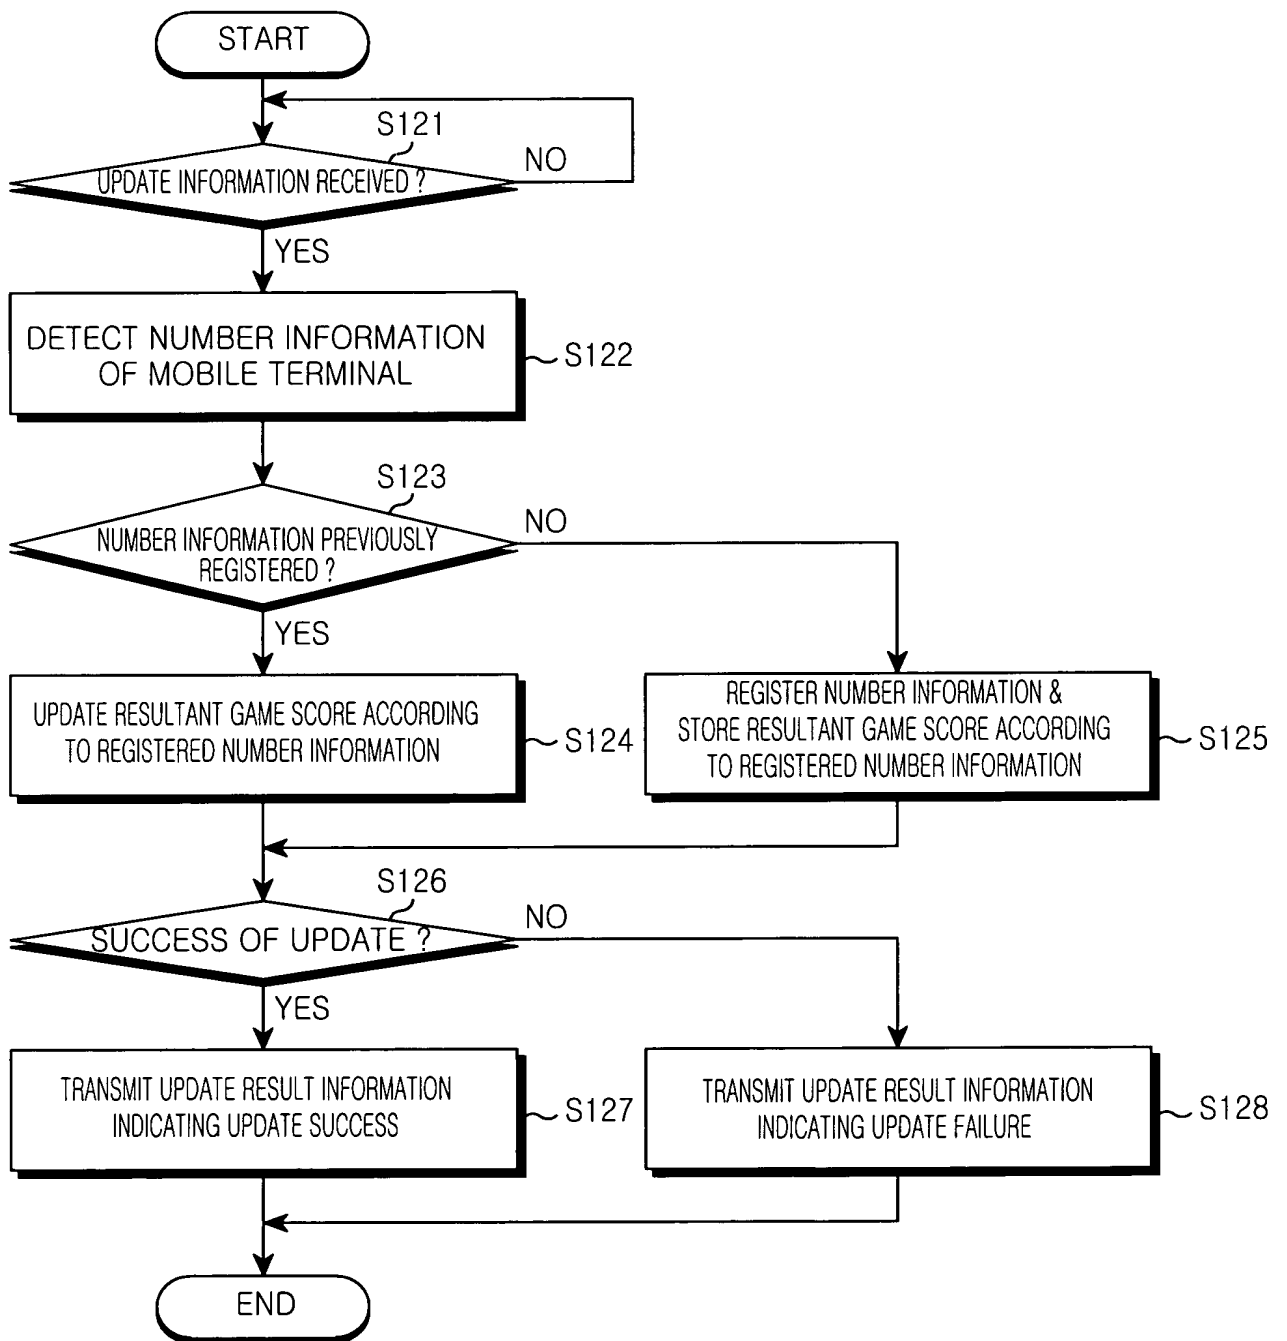 START
S121
UPDATE INFORMATION RECEIVED ?
NO
YES
DETECT NUMBER INFORMATION
OF MOBILE TERMINAL
S122
S123
NUMBER INFORMATION PREVIOUSLY
REGISTERED ?
NO
YES
UPDATE RESULTANT GAME SCORE ACCORDING
TO REGISTERED NUMBER INFORMATION
S124
REGISTER NUMBER INFORMATION &
STORE RESULTANT GAME SCORE ACCORDING
TO REGISTERED NUMBER INFORMATION
S125
S126
SUCCESS OF UPDATE ?
NO
YES
TRANSMIT UPDATE RESULT INFORMATION
INDICATING UPDATE SUCCESS
S127
TRANSMIT UPDATE RESULT INFORMATION
INDICATING UPDATE FAILURE
S128
END